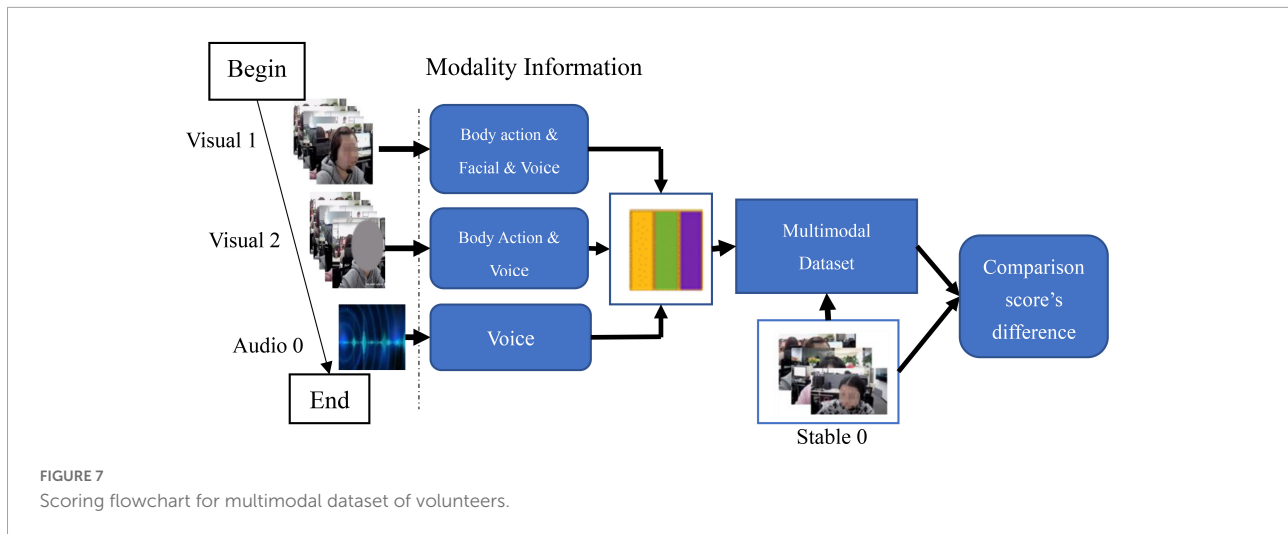 Begin
Modality Information
Visual 1
Body action &
Facial & Voice
Visual 2
Body Action &
Voice
Multimodal
Dataset
Comparison
score's
difference
Audio 0
Voice
End
Stable 0
FIGURE 7
Scoring flowchart for multimodal dataset of volunteers.